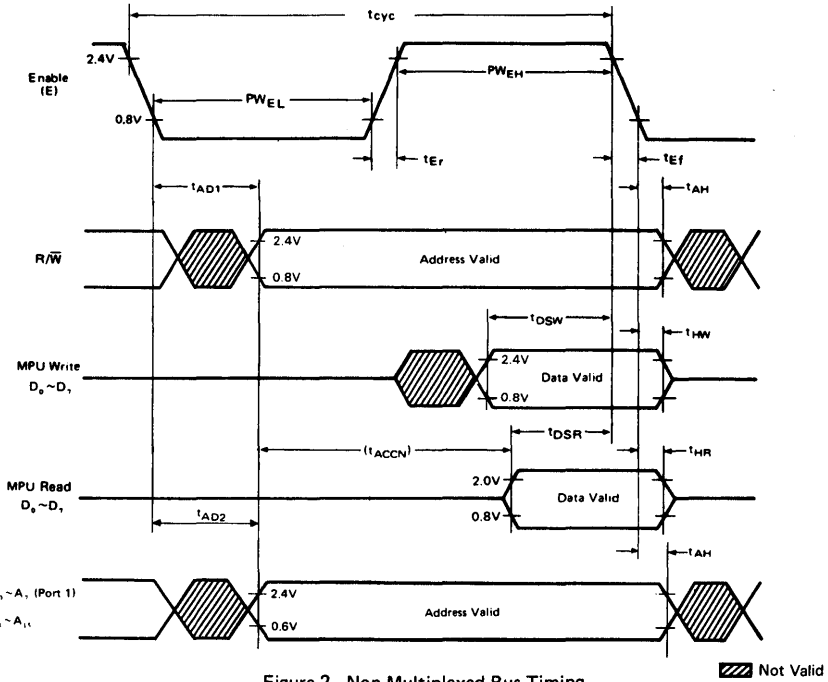 tcyc
2.4V
Enable
(E)
PWEH
PWEL
0.8V
tEr
tEf
tAD1
tAH
2.4V
R/W̅
Address Valid
0.8V
tDSW
tHW
MPU Write
D₀~D₇
2.4V
Data Valid
0.8V
(tACCN)
tDSR
tHR
MPU Read
D₀~D₇
2.0V
Data Valid
0.8V
tAD2
tAH
~A₇ (Port 1)
2.4V
Address Valid
0.6V
Not Valid
Figure 2 Non-Multiplexed Bus Timing